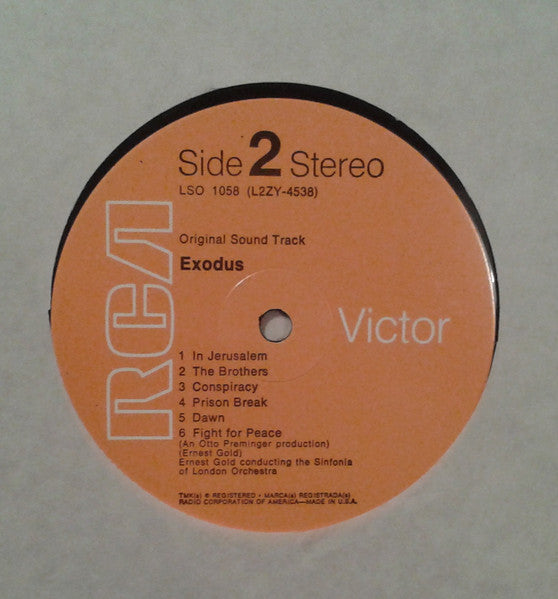 Side 2 Stereo
LSO 1058 (L2ZY-4538)
Original Sound Track
Exodus
RCA
Victor
1 In Jerusalem
2 The Brothers
3 Conspiracy
4 Prison Break
5 Dawn
6 Fight for Peace
(An Otto Preminger production)
(Ernest Gold)
Ernest Gold conducting the Sinfonia
of London Orchestra
TMK(s) ® REGISTERED • MARCA(s) REGISTRADA(s)
RADIO CORPORATION OF AMERICA—MADE IN U.S.A.